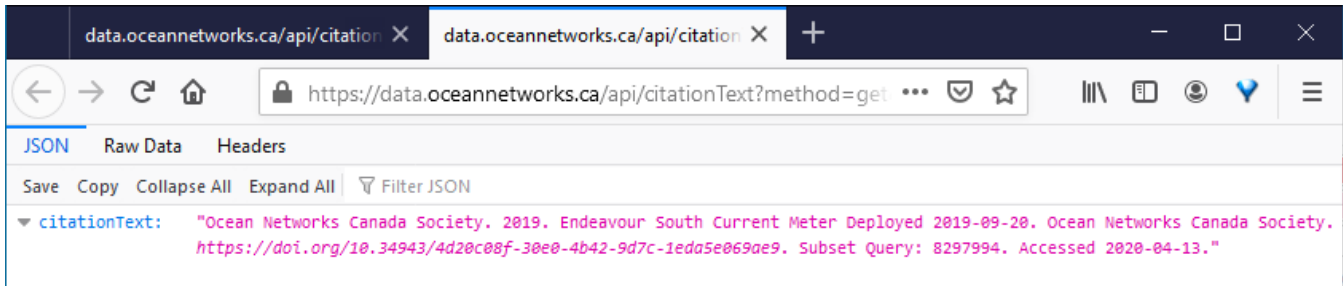 data.oceannetworks.ca/api/citation
data.oceannetworks.ca/api/citation
https://data.oceannetworks.ca/api/citationText?method=get
JSON Raw Data Headers
Save Copy Collapse All Expand All Filter JSON
citationText: "Ocean Networks Canada Society. 2019. Endeavour South Current Meter Deployed 2019-09-20. Ocean Networks Canada Society.
https://doi.org/10.34943/4d20c08f-30e0-4b42-9d7c-1eda5e069ae9. Subset Query: 8297994. Accessed 2020-04-13."